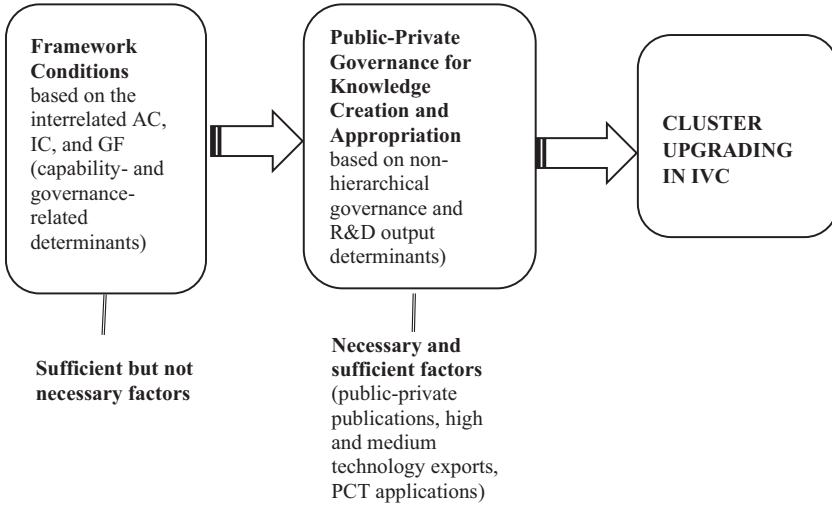 Framework
Conditions
based on the
interrelated AC,
IC, and GF
(capability- and
governance-
related
determinants)
Sufficient but not
necessary factors
Public-Private
Governance for
Knowledge
Creation and
Appropriation
based on non-
hierarchical
governance and
R&D output
determinants)
Necessary and
sufficient factors
(public-private
publications, high
and medium
technology exports,
PCT applications)
CLUSTER
UPGRADING
IN IVC